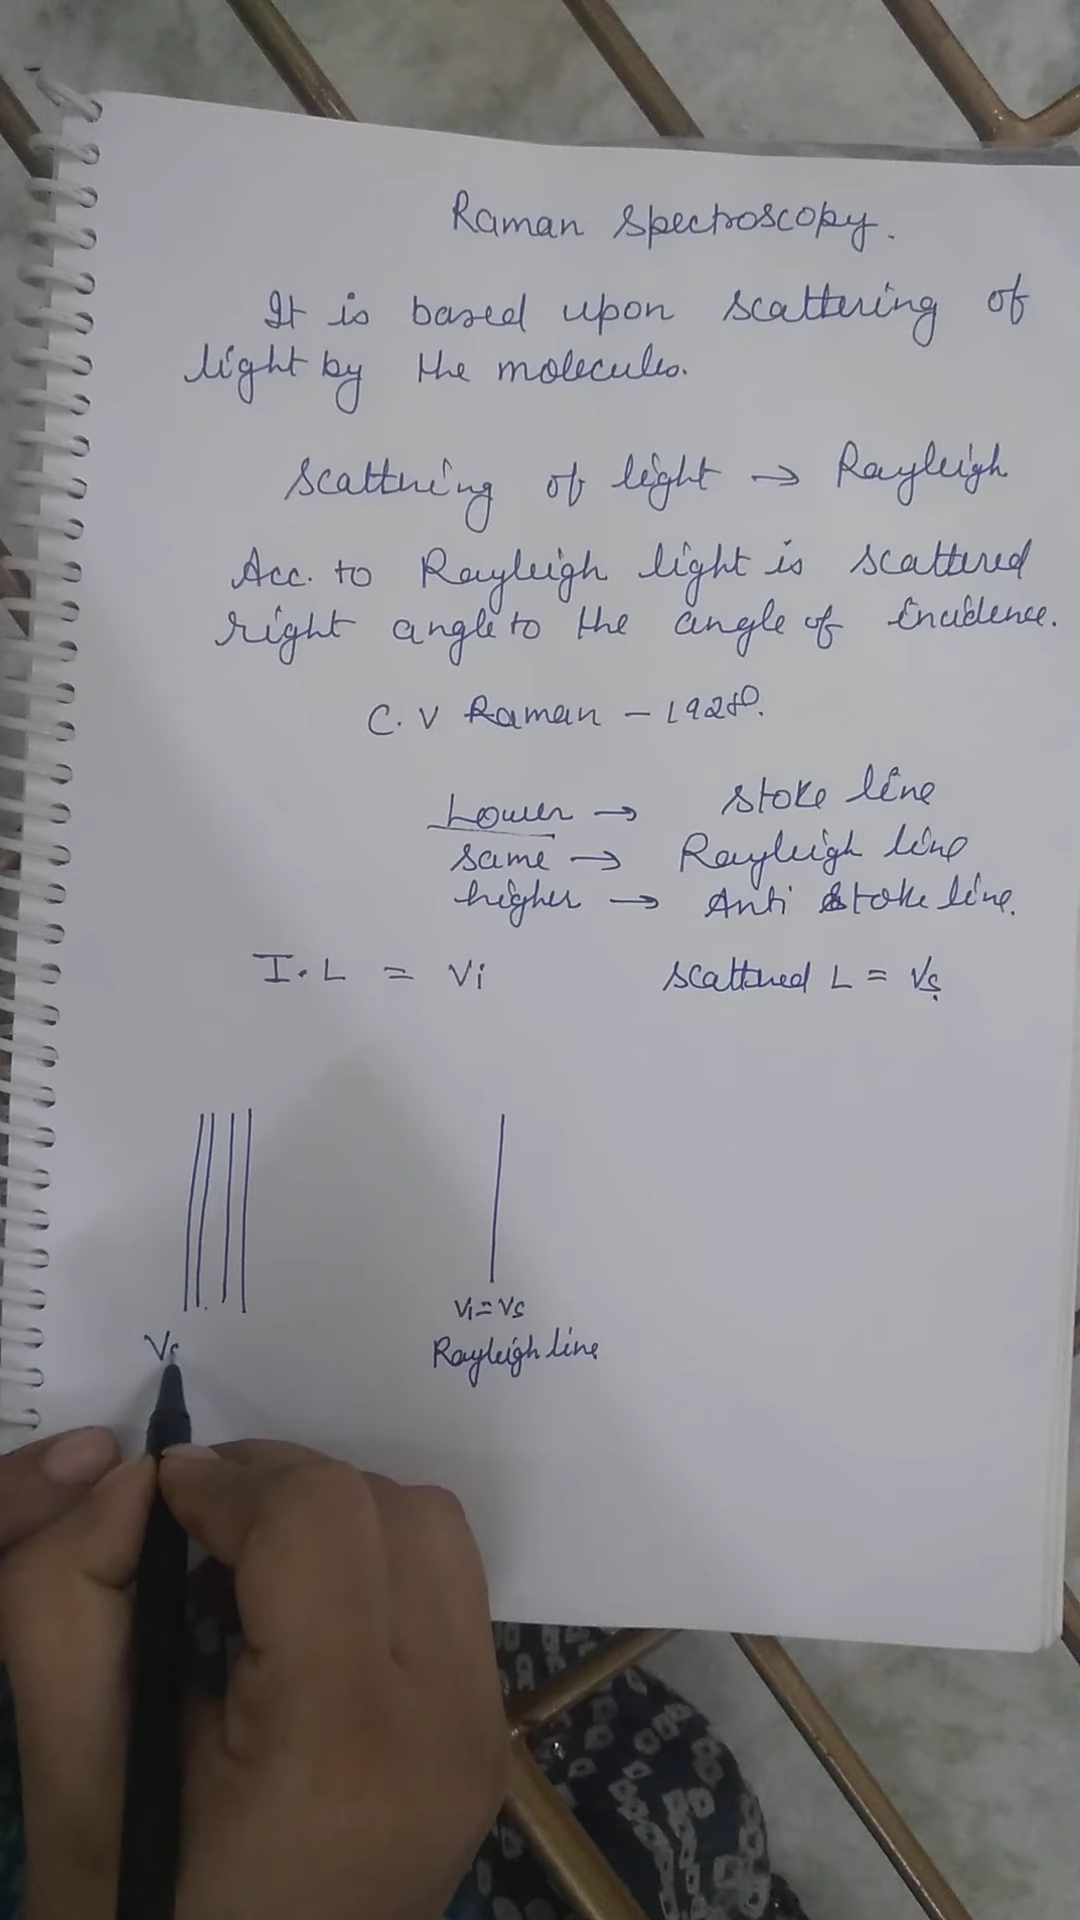 Raman Spectroscopy.
It is based upon scattering of
light by the molecules.
Scattring of light → Rayleigh
Acc. to Rayleigh light is scattered
right angle to the angle of incidence.
C. V Raman – 1928.
Lower → stoke line
same → Rayleigh line
higher → Anti stoke line.
I.L = Vi scattered L = Vs.
Vi = Vs
Rayleigh line
Vs